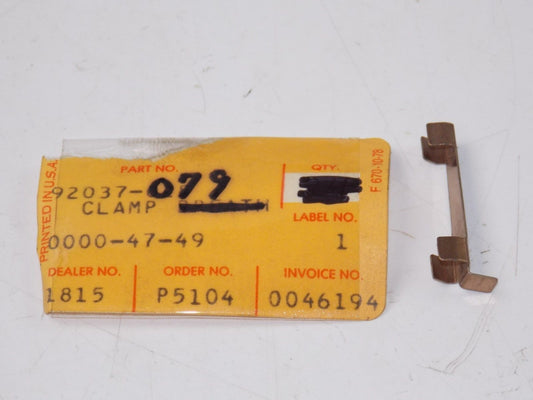 PRINTED IN U.S.A.
PART NO.
QTY.
92037-079
CLAMP
LABEL NO.
0000-47-49
1
DEALER NO.
ORDER NO.
INVOICE NO.
1815
P5104
0046194
F 670-10-78